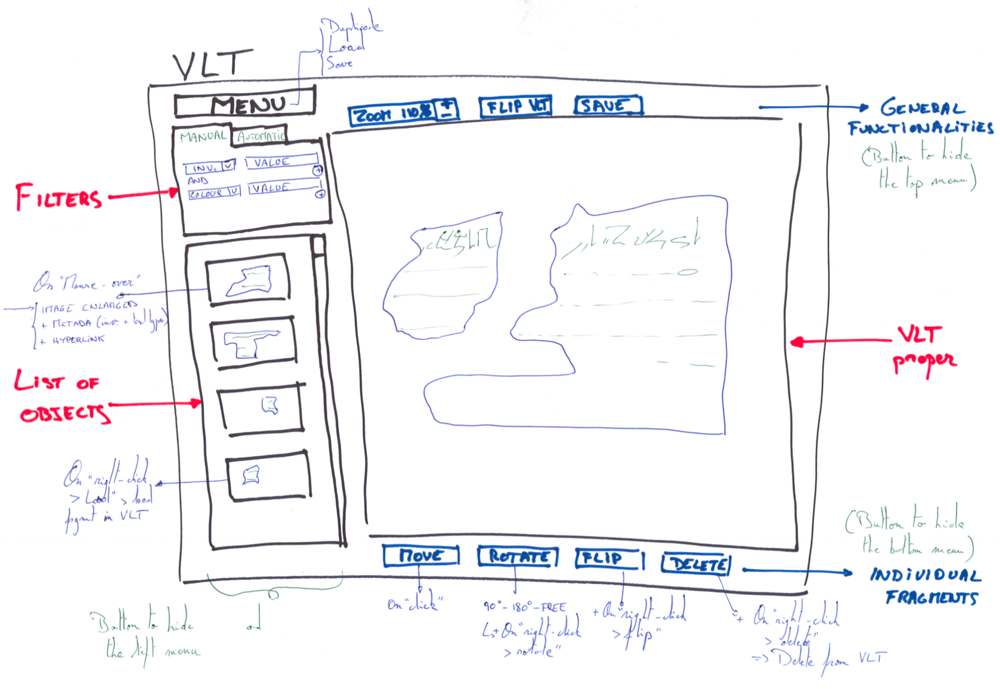 Duplicate
Load
Save
VLT
MENU
ZOOM 110% + -
FLIP VLT
SAVE
GENERAL
FUNCTIONALITIES
(Button to hide
the top menu)
MANUAL
AUTOMATIC
INV. VALUE
+
AND
COLOUR VALUE
+
FILTERS
On "Mouse-over"
IMAGE ENLARGED
+ METADA (inv. + text type)
+ HYPERLINK
LIST OF
OBJECTS
VLT
proper
On "right-click
> Load" > load
frgmt in VLT
(Button to hide
the bottom menu)
MOVE
ROTATE
FLIP
DELETE
INDIVIDUAL
FRAGMENTS
Button to hide
the left menu
On "click"
90°-180°-FREE
+ On "right-click
> rotate"
+ On "right-click
> flip"
+ On "right-click
> delete"
=> Delete from VLT